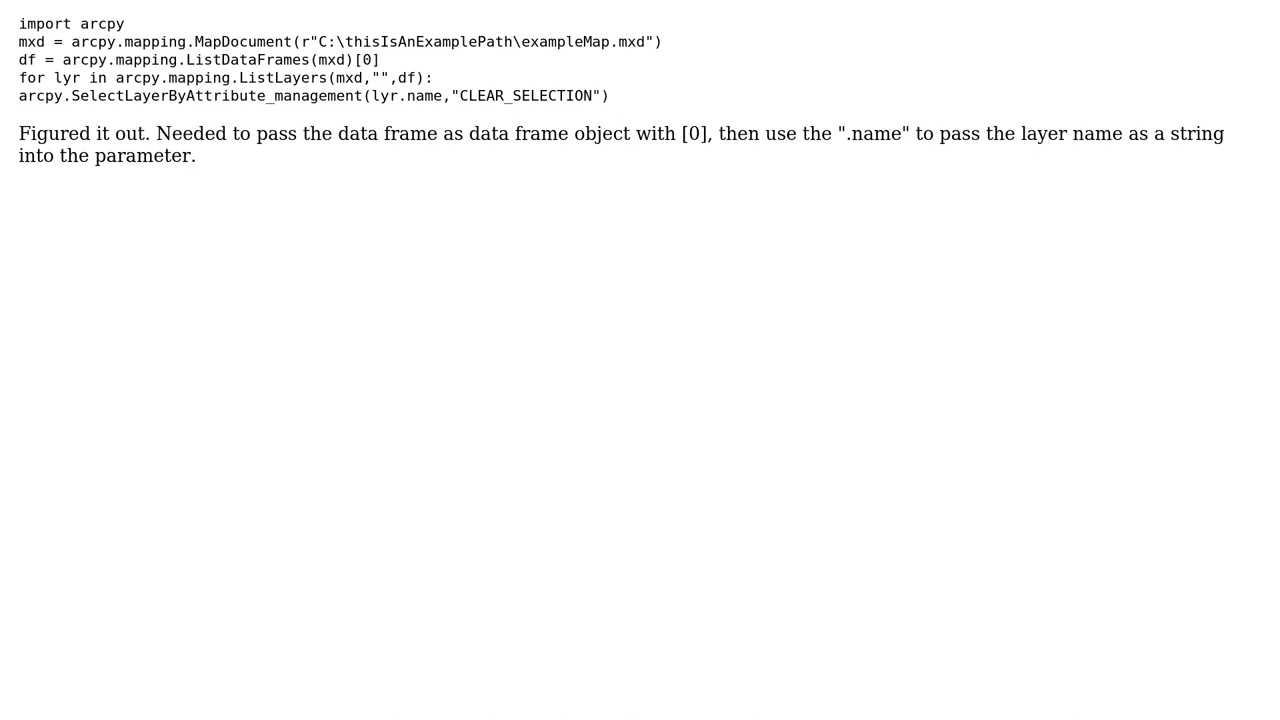 import arcpy
mxd = arcpy.mapping.MapDocument(r"C:\thisIsAnExamplePath\exampleMap.mxd")
df = arcpy.mapping.ListDataFrames(mxd)[0]
for lyr in arcpy.mapping.ListLayers(mxd,"",df):
arcpy.SelectLayerByAttribute_management(lyr.name,"CLEAR_SELECTION")
Figured it out. Needed to pass the data frame as data frame object with [0], then use the ".name" to pass the layer name as a string
into the parameter.